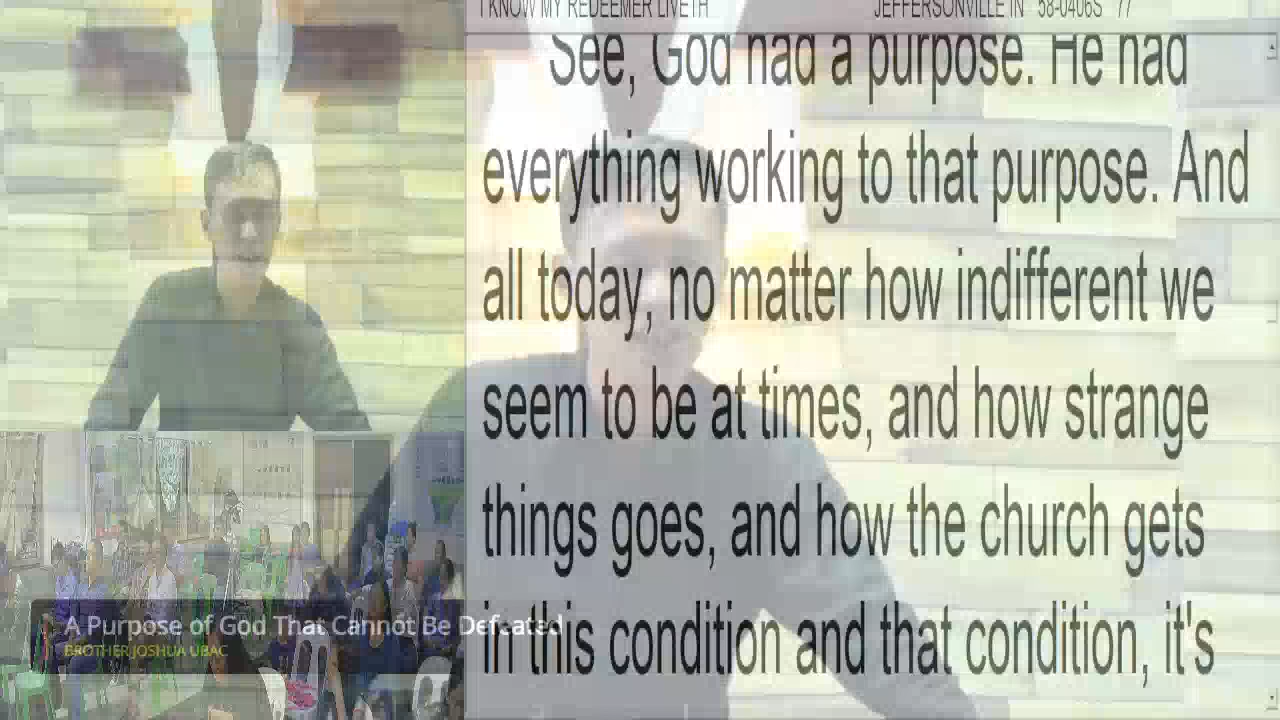 I KNOW MY REDEEMER LIVETH JEFFERSONVILLE IN 58-0406S 77
See, God had a purpose. He had
everything working to that purpose. And
all today, no matter how indifferent we
seem to be at times, and how strange
things goes, and how the church gets
in this condition and that condition, it's
A Purpose of God That Cannot Be Defeated
BROTHER JOSHUA UBAC